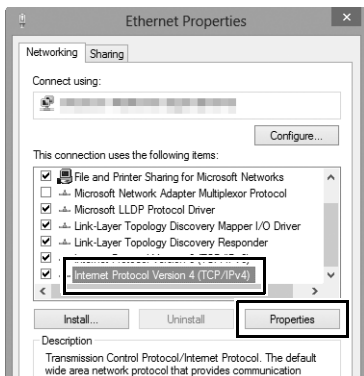 Ethernet Properties
Networking Sharing
Connect using:
Configure...
This connection uses the following items:
File and Printer Sharing for Microsoft Networks
Microsoft Network Adapter Multiplexor Protocol
Microsoft LLDP Protocol Driver
Link-Layer Topology Discovery Mapper I/O Driver
Link-Layer Topology Discovery Responder
Internet Protocol Version 4 (TCP/IPv4)
Install... Uninstall Properties
Description
Transmission Control Protocol/Internet Protocol. The default
wide area network protocol that provides communication